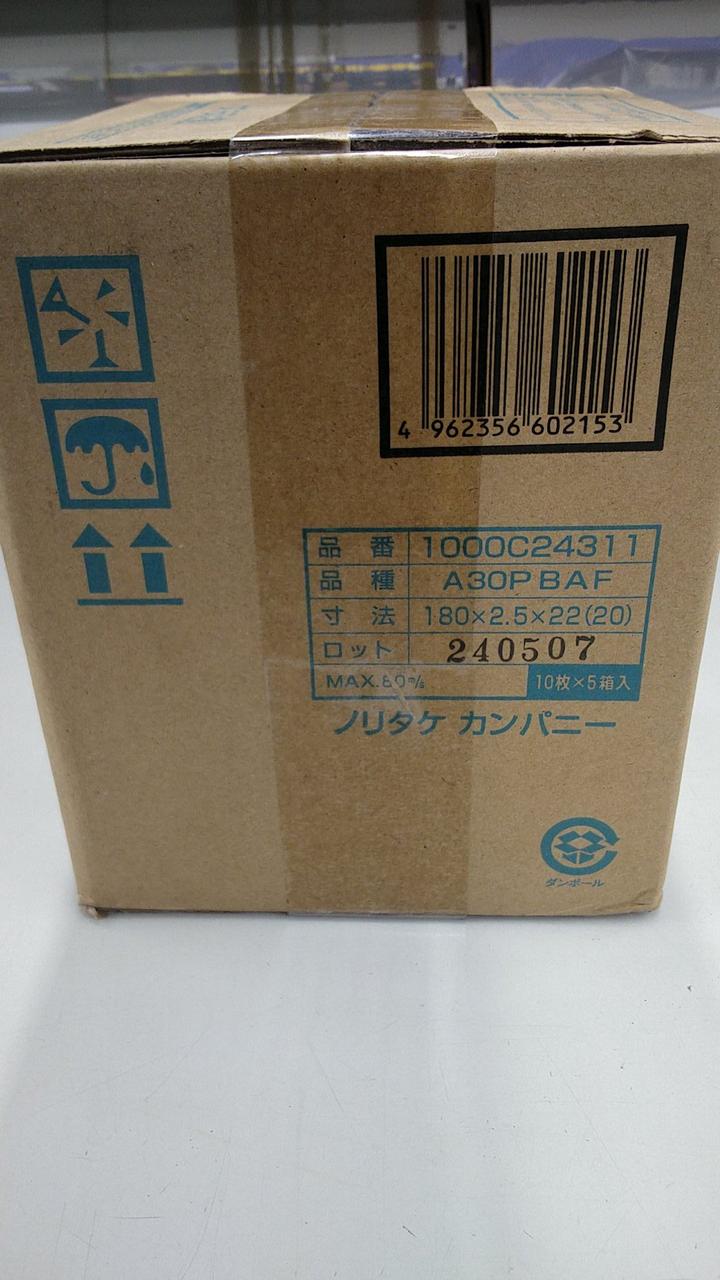 4 962356 602153
品 番 1000C24311
品 種 A30P BAF
寸 法 180×2.5×22(20)
ロット 240507
MAX.80m/s 10枚×5箱入
ノリタケ カンパニー
ダンボール